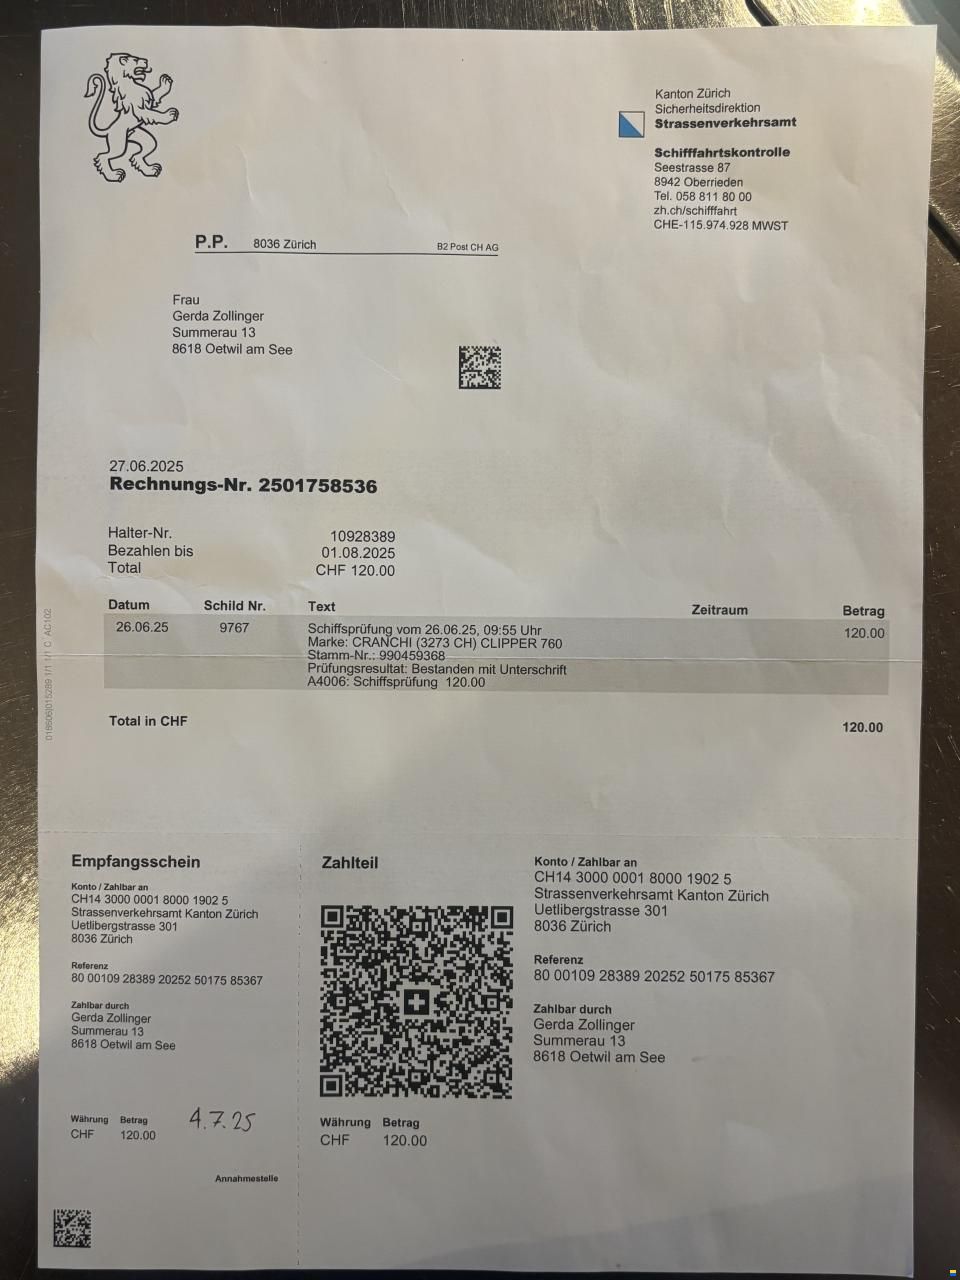 Kanton Zürich
Sicherheitsdirektion
Strassenverkehrsamt
Schifffahrtskontrolle
Seestrasse 87
8942 Oberrieden
Tel. 058 811 80 00
zh.ch/schifffahrt
CHE-115.974.928 MWST
P.P. 8036 Zürich B2 Post CH AG
Frau
Gerda Zollinger
Summerau 13
8618 Oetwil am See
27.06.2025
Rechnungs-Nr. 2501758536
Halter-Nr. 10928389
Bezahlen bis 01.08.2025
Total CHF 120.00
Datum Schild Nr. Text Zeitraum Betrag
26.06.25 9767 Schiffsprüfung vom 26.06.25, 09:55 Uhr 120.00
Marke: CRANCHI (3273 CH) CLIPPER 760
Stamm-Nr.: 990459368
Prüfungsresultat: Bestanden mit Unterschrift
A4006: Schiffsprüfung 120.00
Total in CHF 120.00
018606|015289 1/1 1/1 C AC102
Empfangsschein
Konto / Zahlbar an
CH14 3000 0001 8000 1902 5
Strassenverkehrsamt Kanton Zürich
Uetlibergstrasse 301
8036 Zürich
Referenz
80 00109 28389 20252 50175 85367
Zahlbar durch
Gerda Zollinger
Summerau 13
8618 Oetwil am See
Währung Betrag
CHF 120.00
4.7.25
Annahmestelle
Zahlteil
Währung Betrag
CHF 120.00
Konto / Zahlbar an
CH14 3000 0001 8000 1902 5
Strassenverkehrsamt Kanton Zürich
Uetlibergstrasse 301
8036 Zürich
Referenz
80 00109 28389 20252 50175 85367
Zahlbar durch
Gerda Zollinger
Summerau 13
8618 Oetwil am See